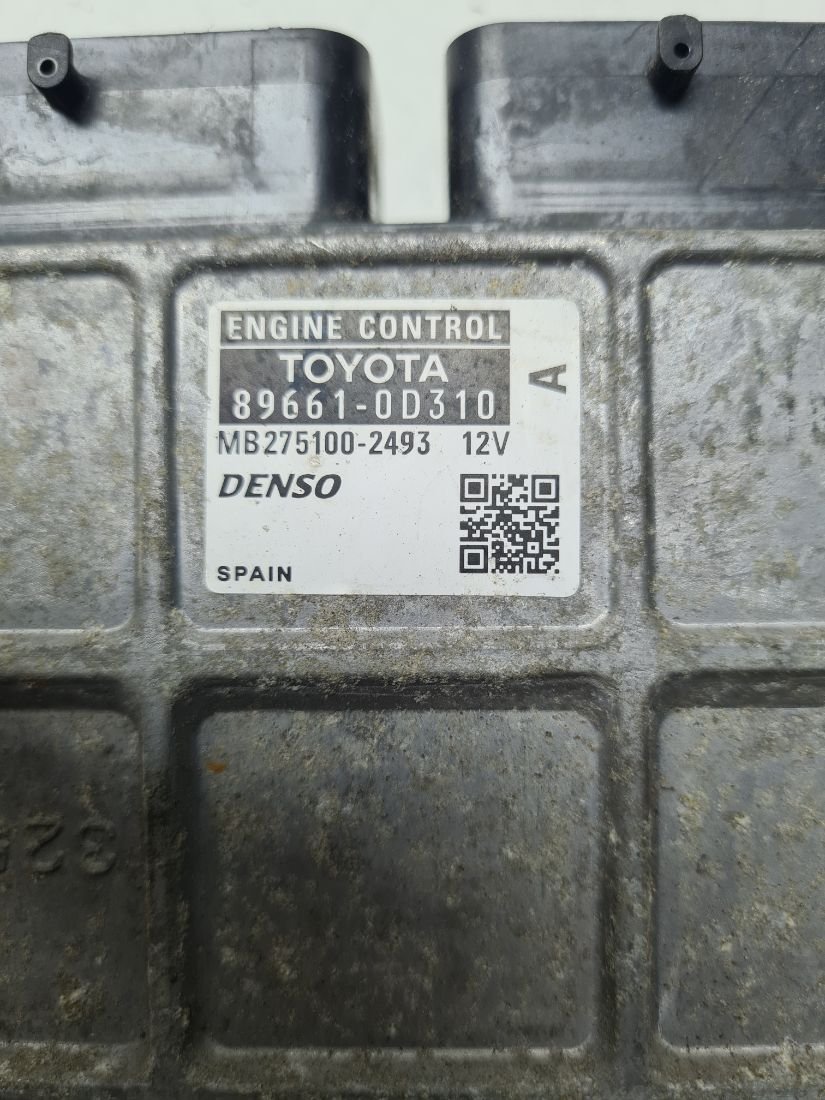 ENGINE CONTROL
TOYOTA
89661-0D310
A
MB275100-2493 12V
DENSO
SPAIN